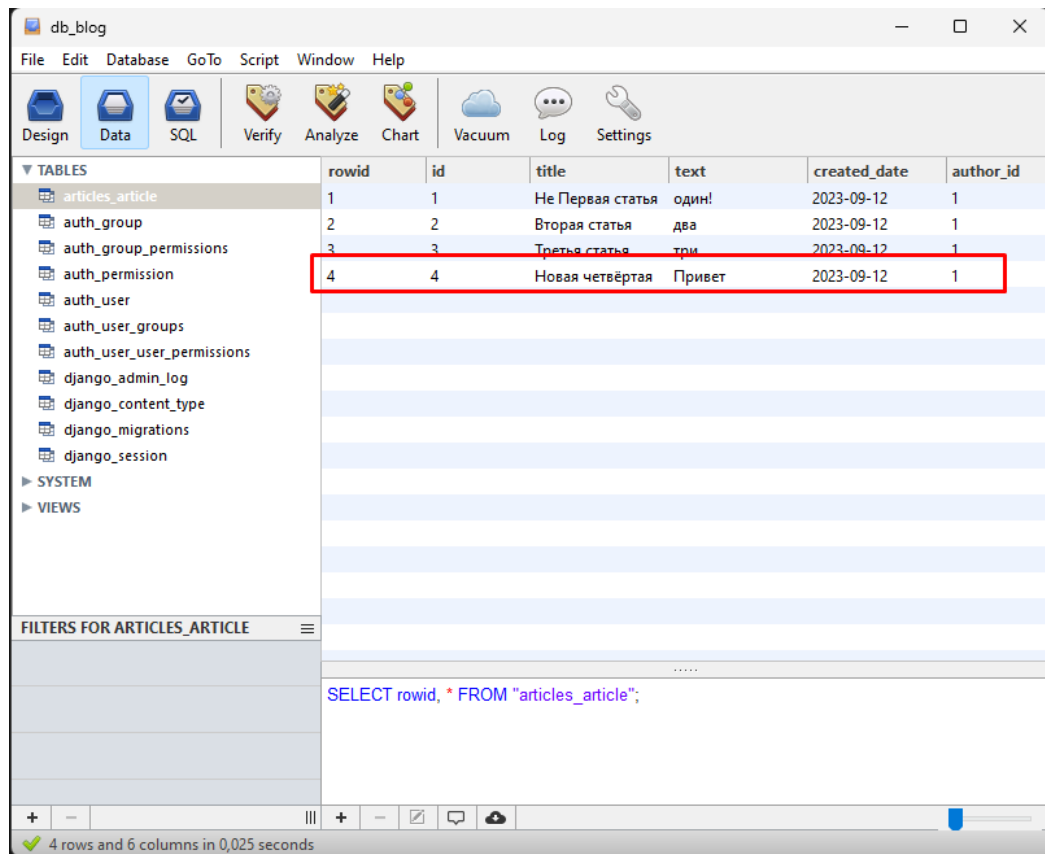 db_blog
File Edit Database GoTo Script Window Help
Design Data SQL Verify Analyze Chart Vacuum Log Settings
TABLES
articles_article
auth_group
auth_group_permissions
auth_permission
auth_user
auth_user_groups
auth_user_user_permissions
django_admin_log
django_content_type
django_migrations
django_session
SYSTEM
VIEWS
FILTERS FOR ARTICLES_ARTICLE
rowid id title text created_date author_id
1 1 Не Первая статья один! 2023-09-12 1
2 2 Вторая статья два 2023-09-12 1
3 3 Третья статья три 2023-09-12 1
4 4 Новая четвёртая Привет 2023-09-12 1
SELECT rowid, * FROM "articles_article";
4 rows and 6 columns in 0,025 seconds